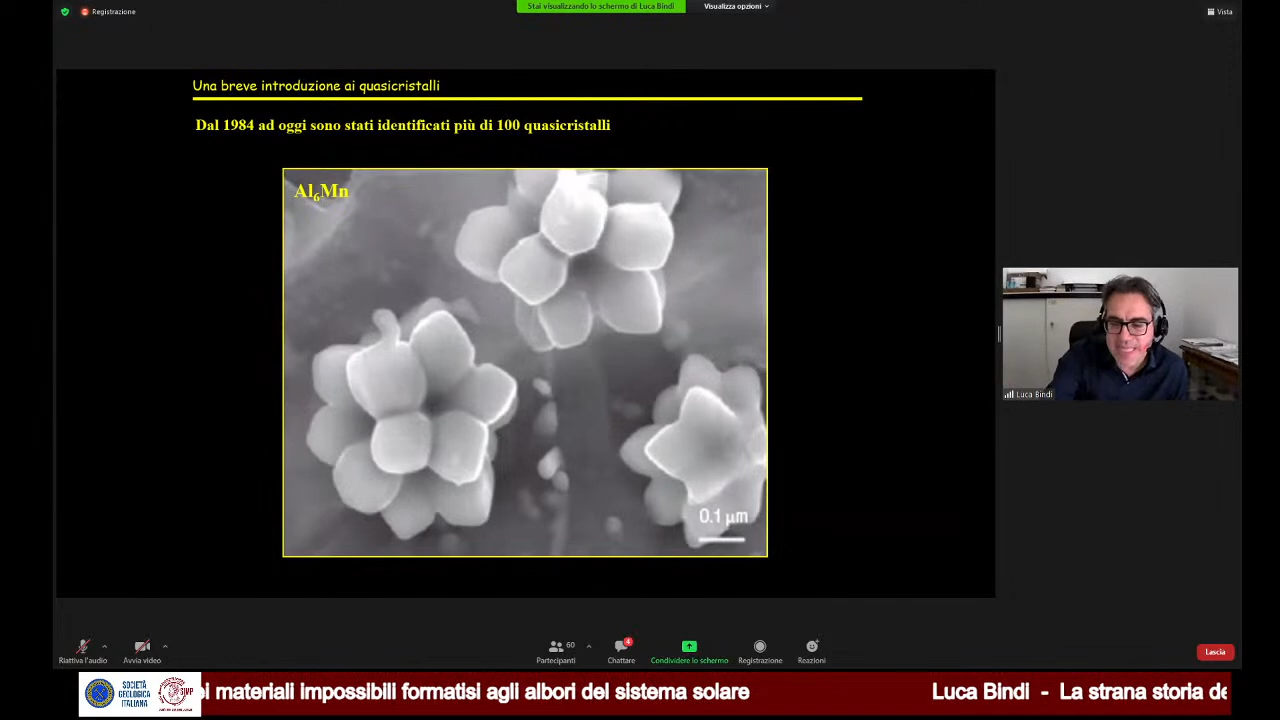 Registrazione
Stai visualizzando lo schermo di Luca Bindi
Visualizza opzioni
Vista
Una breve introduzione ai quasicristalli
Dal 1984 ad oggi sono stati identificati più di 100 quasicristalli
Al₆Mn
0.1 µm
Luca Bindi
Riattiva l'audio
Avvia video
60
Partecipanti
4
Chattare
Condividere lo schermo
Registrazione
Reazioni
Lascia
SOCIETÀ
GEOLOGICA
ITALIANA
SIMP
ei materiali impossibili formatisi agli albori del sistema solare
Luca Bindi - La strana storia de